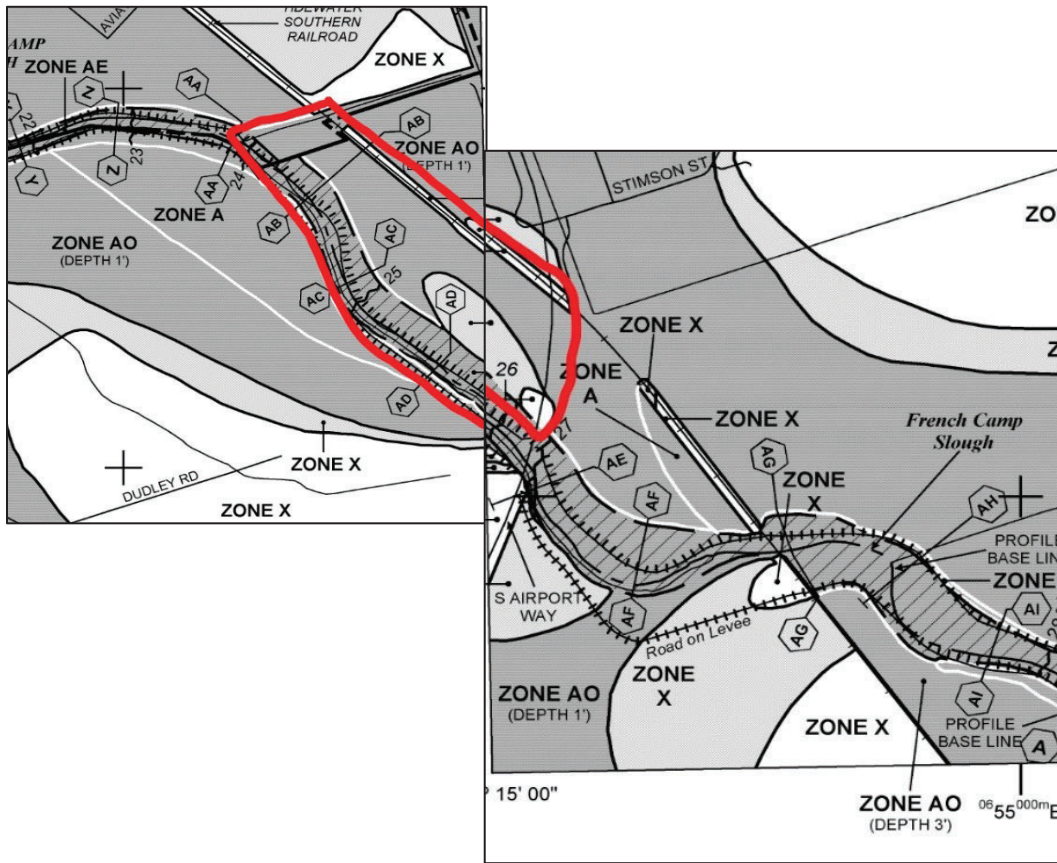 AVIA
TIDEWATER
SOUTHERN
RAILROAD
ZONE X
AMP
H
ZONE AE
AA
Z
AB
ZONE AO
(DEPTH 1')
22
23
Y
Z
AA
24
ZONE A
AB
AC
ZONE AO
(DEPTH 1')
25
AC
AD
AD
ZONE X
DUDLEY RD
ZONE X
STIMSON ST
ZO
ZONE X
26
ZONE
A
27
ZONE X
French Camp
Slough
AG
AE
ZONE
X
AF
AH
PROFILE
BASE LINE
ZONE
AI
S AIRPORT
WAY
AF
Road on Levee
AG
ZONE
X
ZONE AO
(DEPTH 1')
AI
ZONE X
PROFILE
BASE LINE
A
15' 00"
ZONE AO
(DEPTH 3')
0655000mE